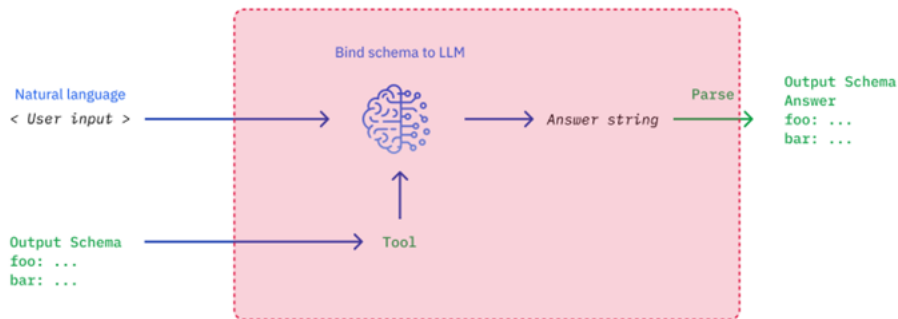 Bind schema to LLM
Natural language
< User input >
Answer string
Parse
Output Schema
Answer
foo: ...
bar: ...
Output Schema
foo: ...
bar: ...
Tool